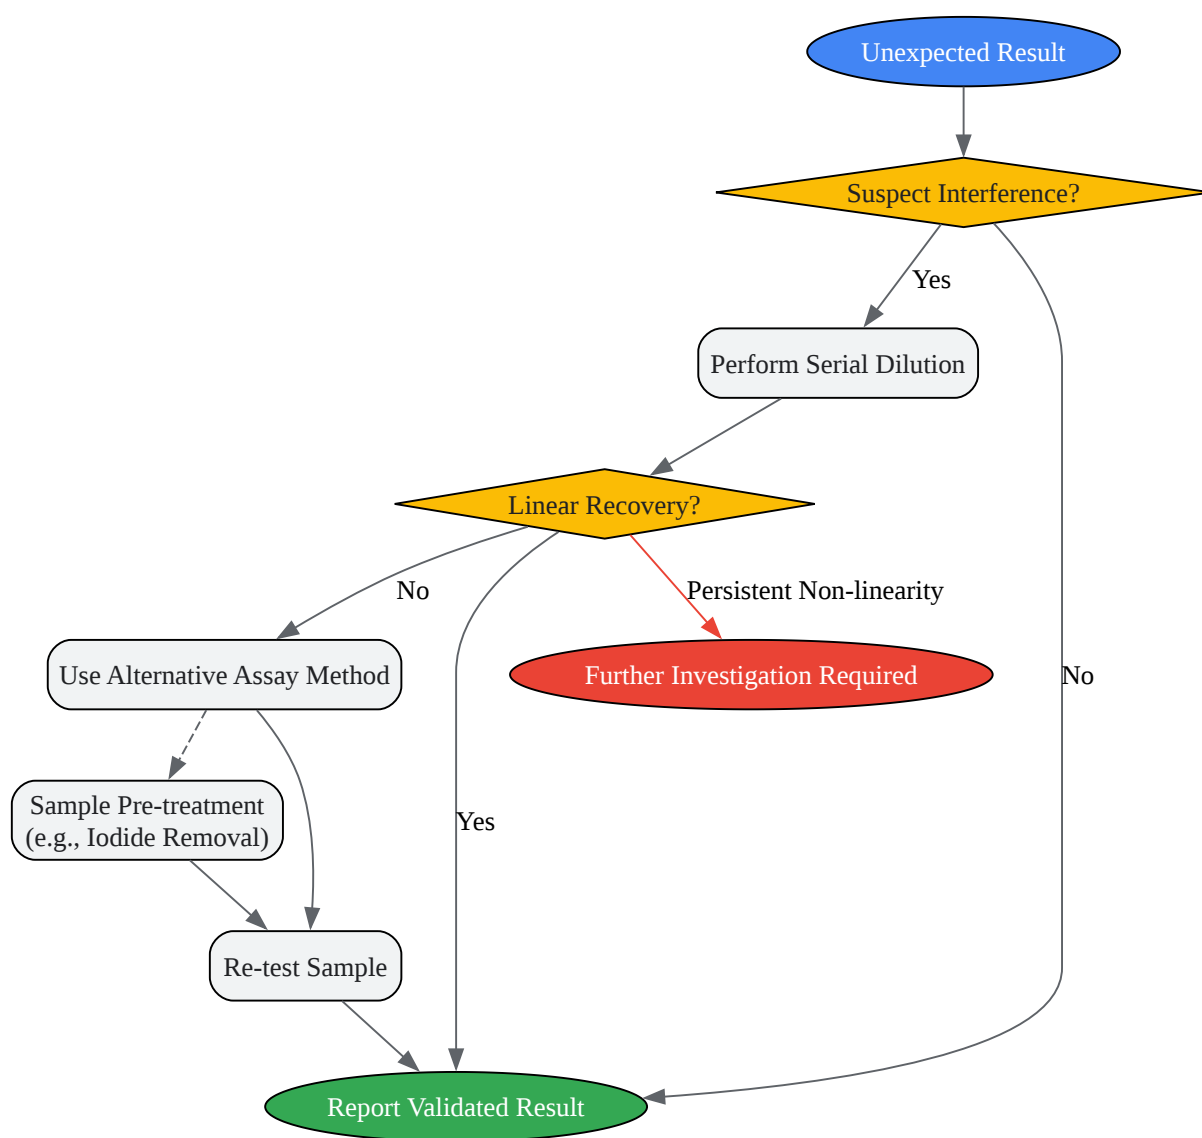 Unexpected Result
Suspect Interference?
Yes
Perform Serial Dilution
Linear Recovery?
No
Persistent Non-linearity
Use Alternative Assay Method
Further Investigation Required
No
Sample Pre-treatment
(e.g., Iodide Removal)
Yes
Re-test Sample
Report Validated Result